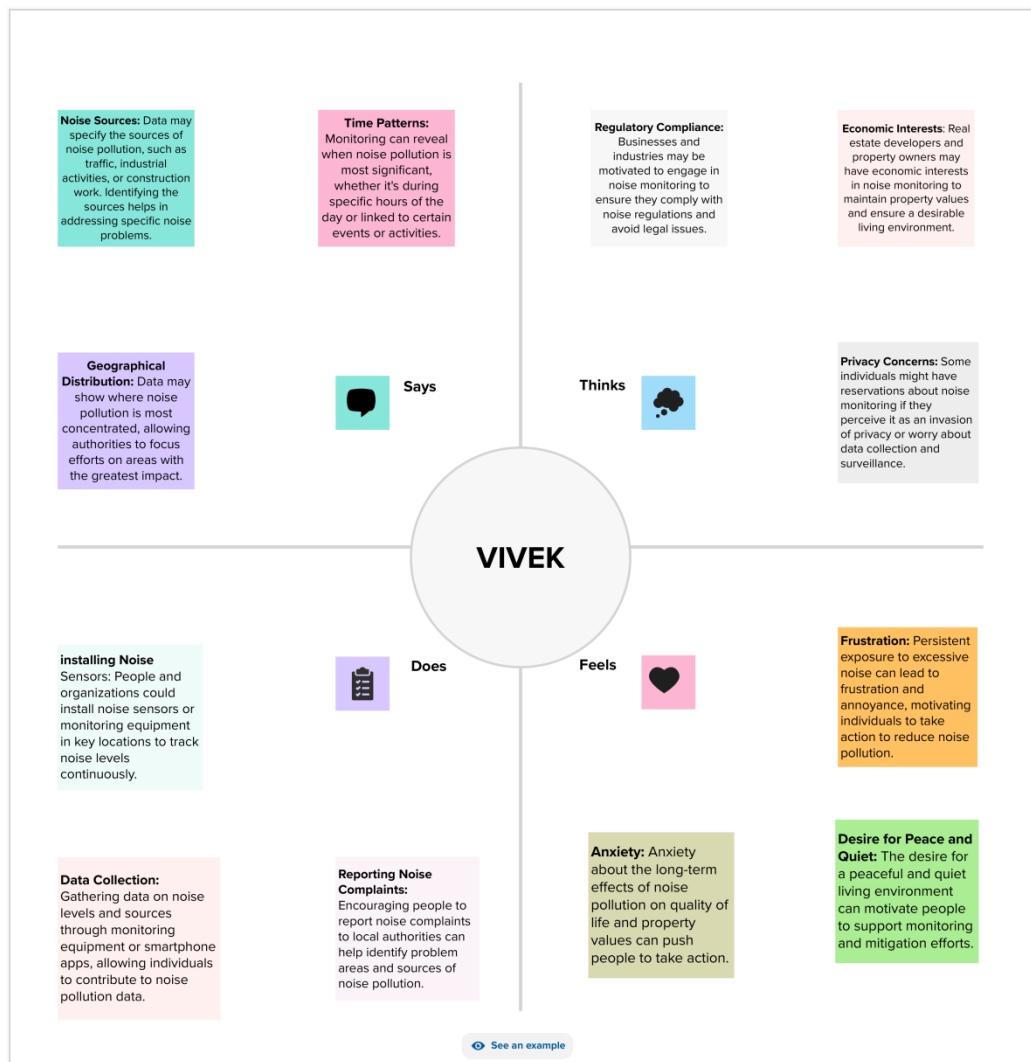 Noise Sources: Data may
specify the sources of
noise pollution, such as
traffic, industrial
activities, or construction
work. Identifying the
sources helps in
addressing specific noise
problems.
Time Patterns:
Monitoring can reveal
when noise pollution is
most significant,
whether it's during
specific hours of the
day or linked to certain
events or activities.
Geographical
Distribution: Data may
show where noise
pollution is most
concentrated, allowing
authorities to focus
efforts on areas with
the greatest impact.
Says
Regulatory Compliance:
Businesses and
industries may be
motivated to engage in
noise monitoring to
ensure they comply with
noise regulations and
avoid legal issues.
Economic Interests: Real
estate developers and
property owners may
have economic interests
in noise monitoring to
maintain property values
and ensure a desirable
living environment.
Thinks
Privacy Concerns: Some
individuals might have
reservations about noise
monitoring if they
perceive it as an invasion
of privacy or worry about
data collection and
surveillance.
VIVEK
installing Noise
Sensors: People and
organizations could
install noise sensors or
monitoring equipment
in key locations to track
noise levels
continuously.
Does
Data Collection:
Gathering data on noise
levels and sources
through monitoring
equipment or smartphone
apps, allowing individuals
to contribute to noise
pollution data.
Reporting Noise
Complaints:
Encouraging people to
report noise complaints
to local authorities can
help identify problem
areas and sources of
noise pollution.
Feels
Frustration: Persistent
exposure to excessive
noise can lead to
frustration and
annoyance, motivating
individuals to take
action to reduce noise
pollution.
Anxiety: Anxiety
about the long-term
effects of noise
pollution on quality of
life and property
values can push
people to take action.
Desire for Peace and
Quiet: The desire for
a peaceful and quiet
living environment
can motivate people
to support monitoring
and mitigation efforts.
See an example